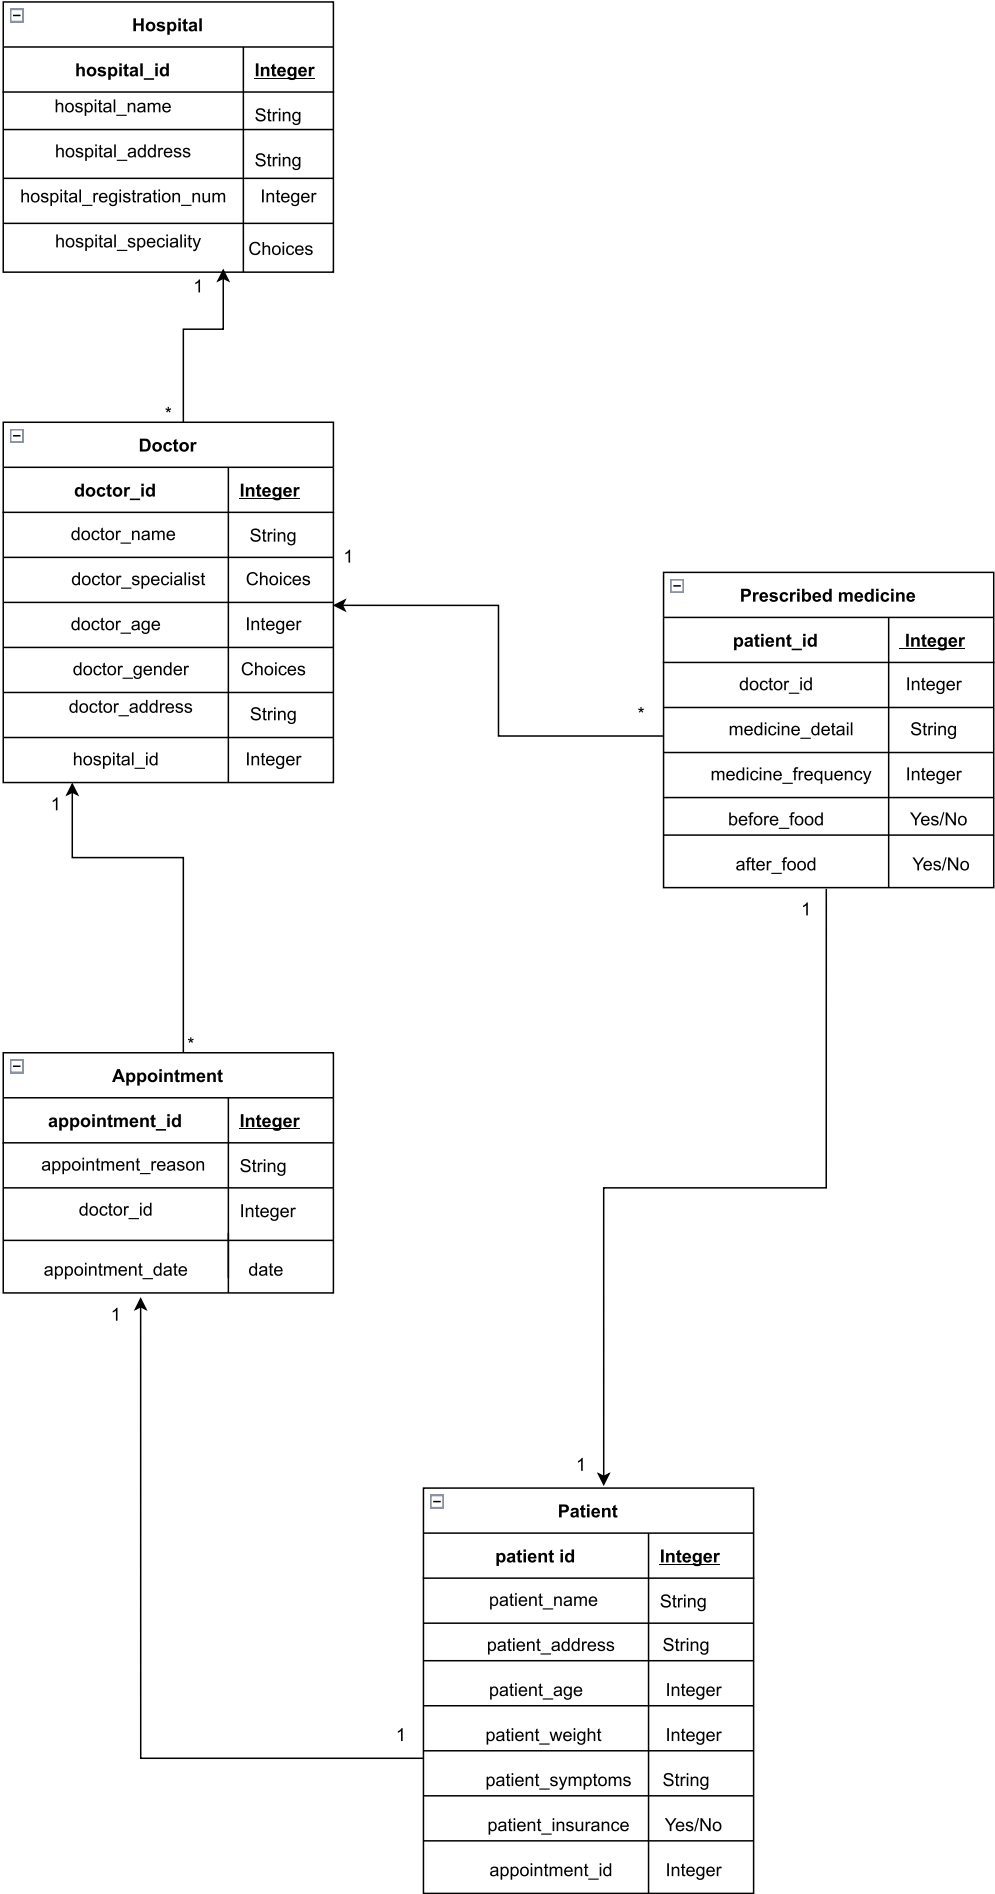 Hospital
hospital_id Integer
hospital_name String
hospital_address String
hospital_registration_num Integer
hospital_speciality Choices
1
*
Doctor
doctor_id Integer
doctor_name String
doctor_specialist Choices
doctor_age Integer
doctor_gender Choices
doctor_address String
hospital_id Integer
1
1
*
Prescribed medicine
patient_id Integer
doctor_id Integer
medicine_detail String
medicine_frequency Integer
before_food Yes/No
after_food Yes/No
1
*
Appointment
appointment_id Integer
appointment_reason String
doctor_id Integer
appointment_date date
1
1
1
Patient
patient id Integer
patient_name String
patient_address String
patient_age Integer
patient_weight Integer
patient_symptoms String
patient_insurance Yes/No
appointment_id Integer